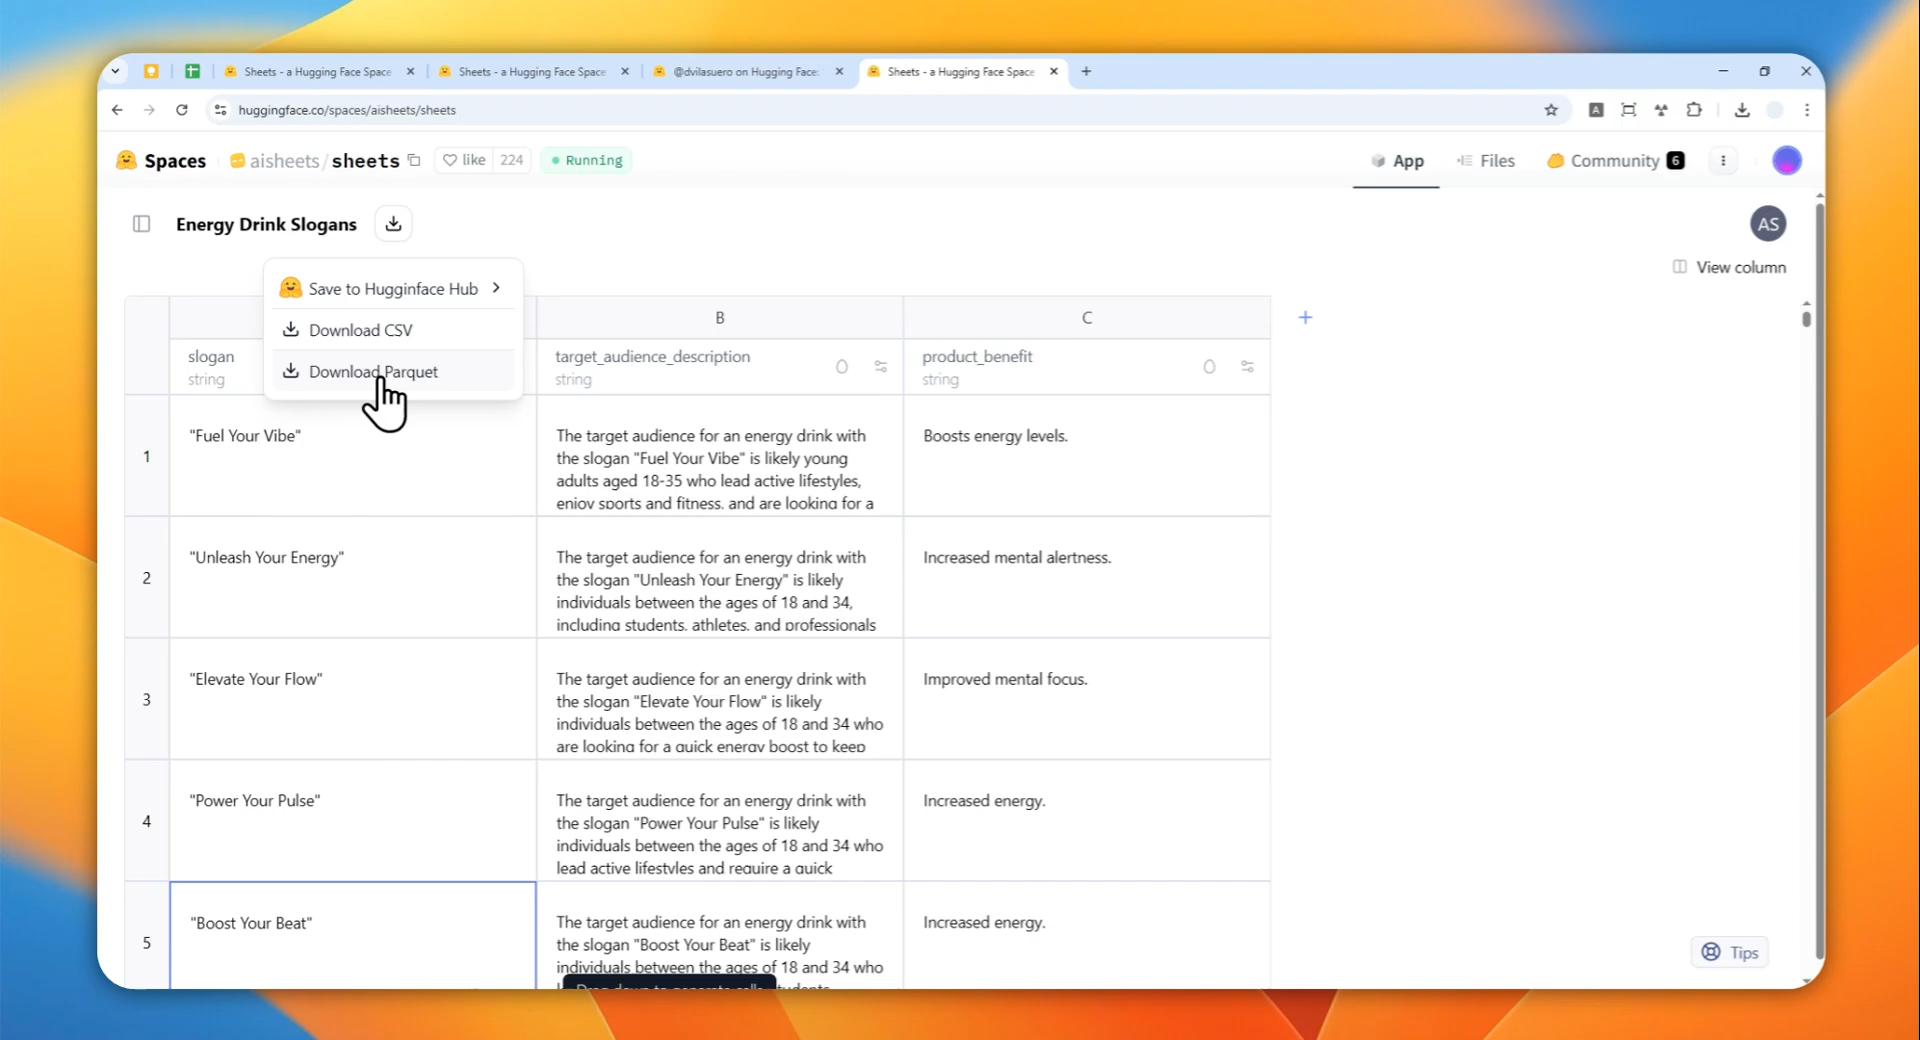 Sheets - a Hugging Face Space
Sheets - a Hugging Face Space
@dvilasuero on Hugging Face:
Sheets - a Hugging Face Space
huggingface.co/spaces/aisheets/sheets
Spaces
aisheets/sheets
like 224
Running
App
Files
Community 6
Energy Drink Slogans
AS
View column
Save to Hugginface Hub
Download CSV
Download Parquet
B
C
slogan
string
target_audience_description
string
product_benefit
string
1
"Fuel Your Vibe"
The target audience for an energy drink with
the slogan "Fuel Your Vibe" is likely young
adults aged 18-35 who lead active lifestyles,
enjoy sports and fitness, and are looking for a
Boosts energy levels.
2
"Unleash Your Energy"
The target audience for an energy drink with
the slogan "Unleash Your Energy" is likely
individuals between the ages of 18 and 34,
including students, athletes, and professionals
Increased mental alertness.
3
"Elevate Your Flow"
The target audience for an energy drink with
the slogan "Elevate Your Flow" is likely
individuals between the ages of 18 and 34 who
are looking for a quick energy boost to keep
Improved mental focus.
4
"Power Your Pulse"
The target audience for an energy drink with
the slogan "Power Your Pulse" is likely
individuals between the ages of 18 and 34 who
lead active lifestyles and require a quick
Increased energy.
5
"Boost Your Beat"
The target audience for an energy drink with
the slogan "Boost Your Beat" is likely
individuals between the ages of 18 and 34 who
Increased energy.
Drag down to generate cells
students
Tips